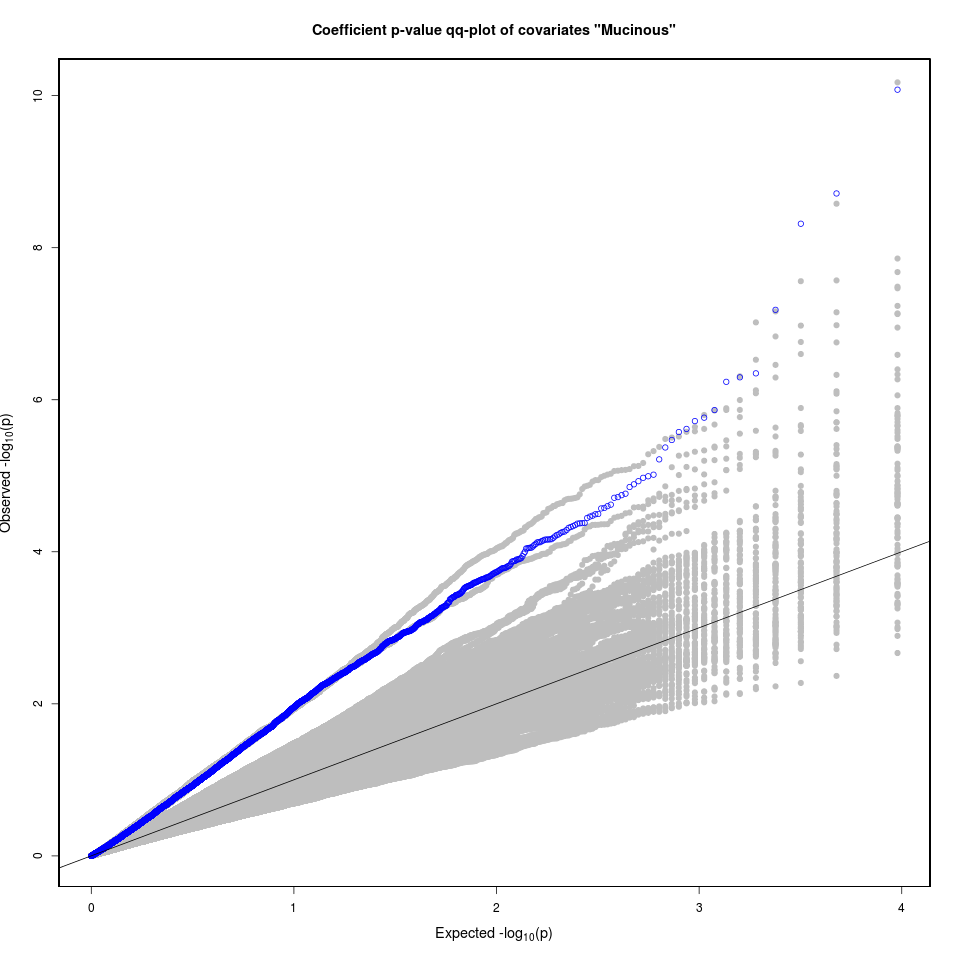 Coefficient p-value qq-plot of covariates "Mucinous"
Observed -log10(p)
10
8
6
4
2
0
0 1 2 3 4
Expected -log10(p)